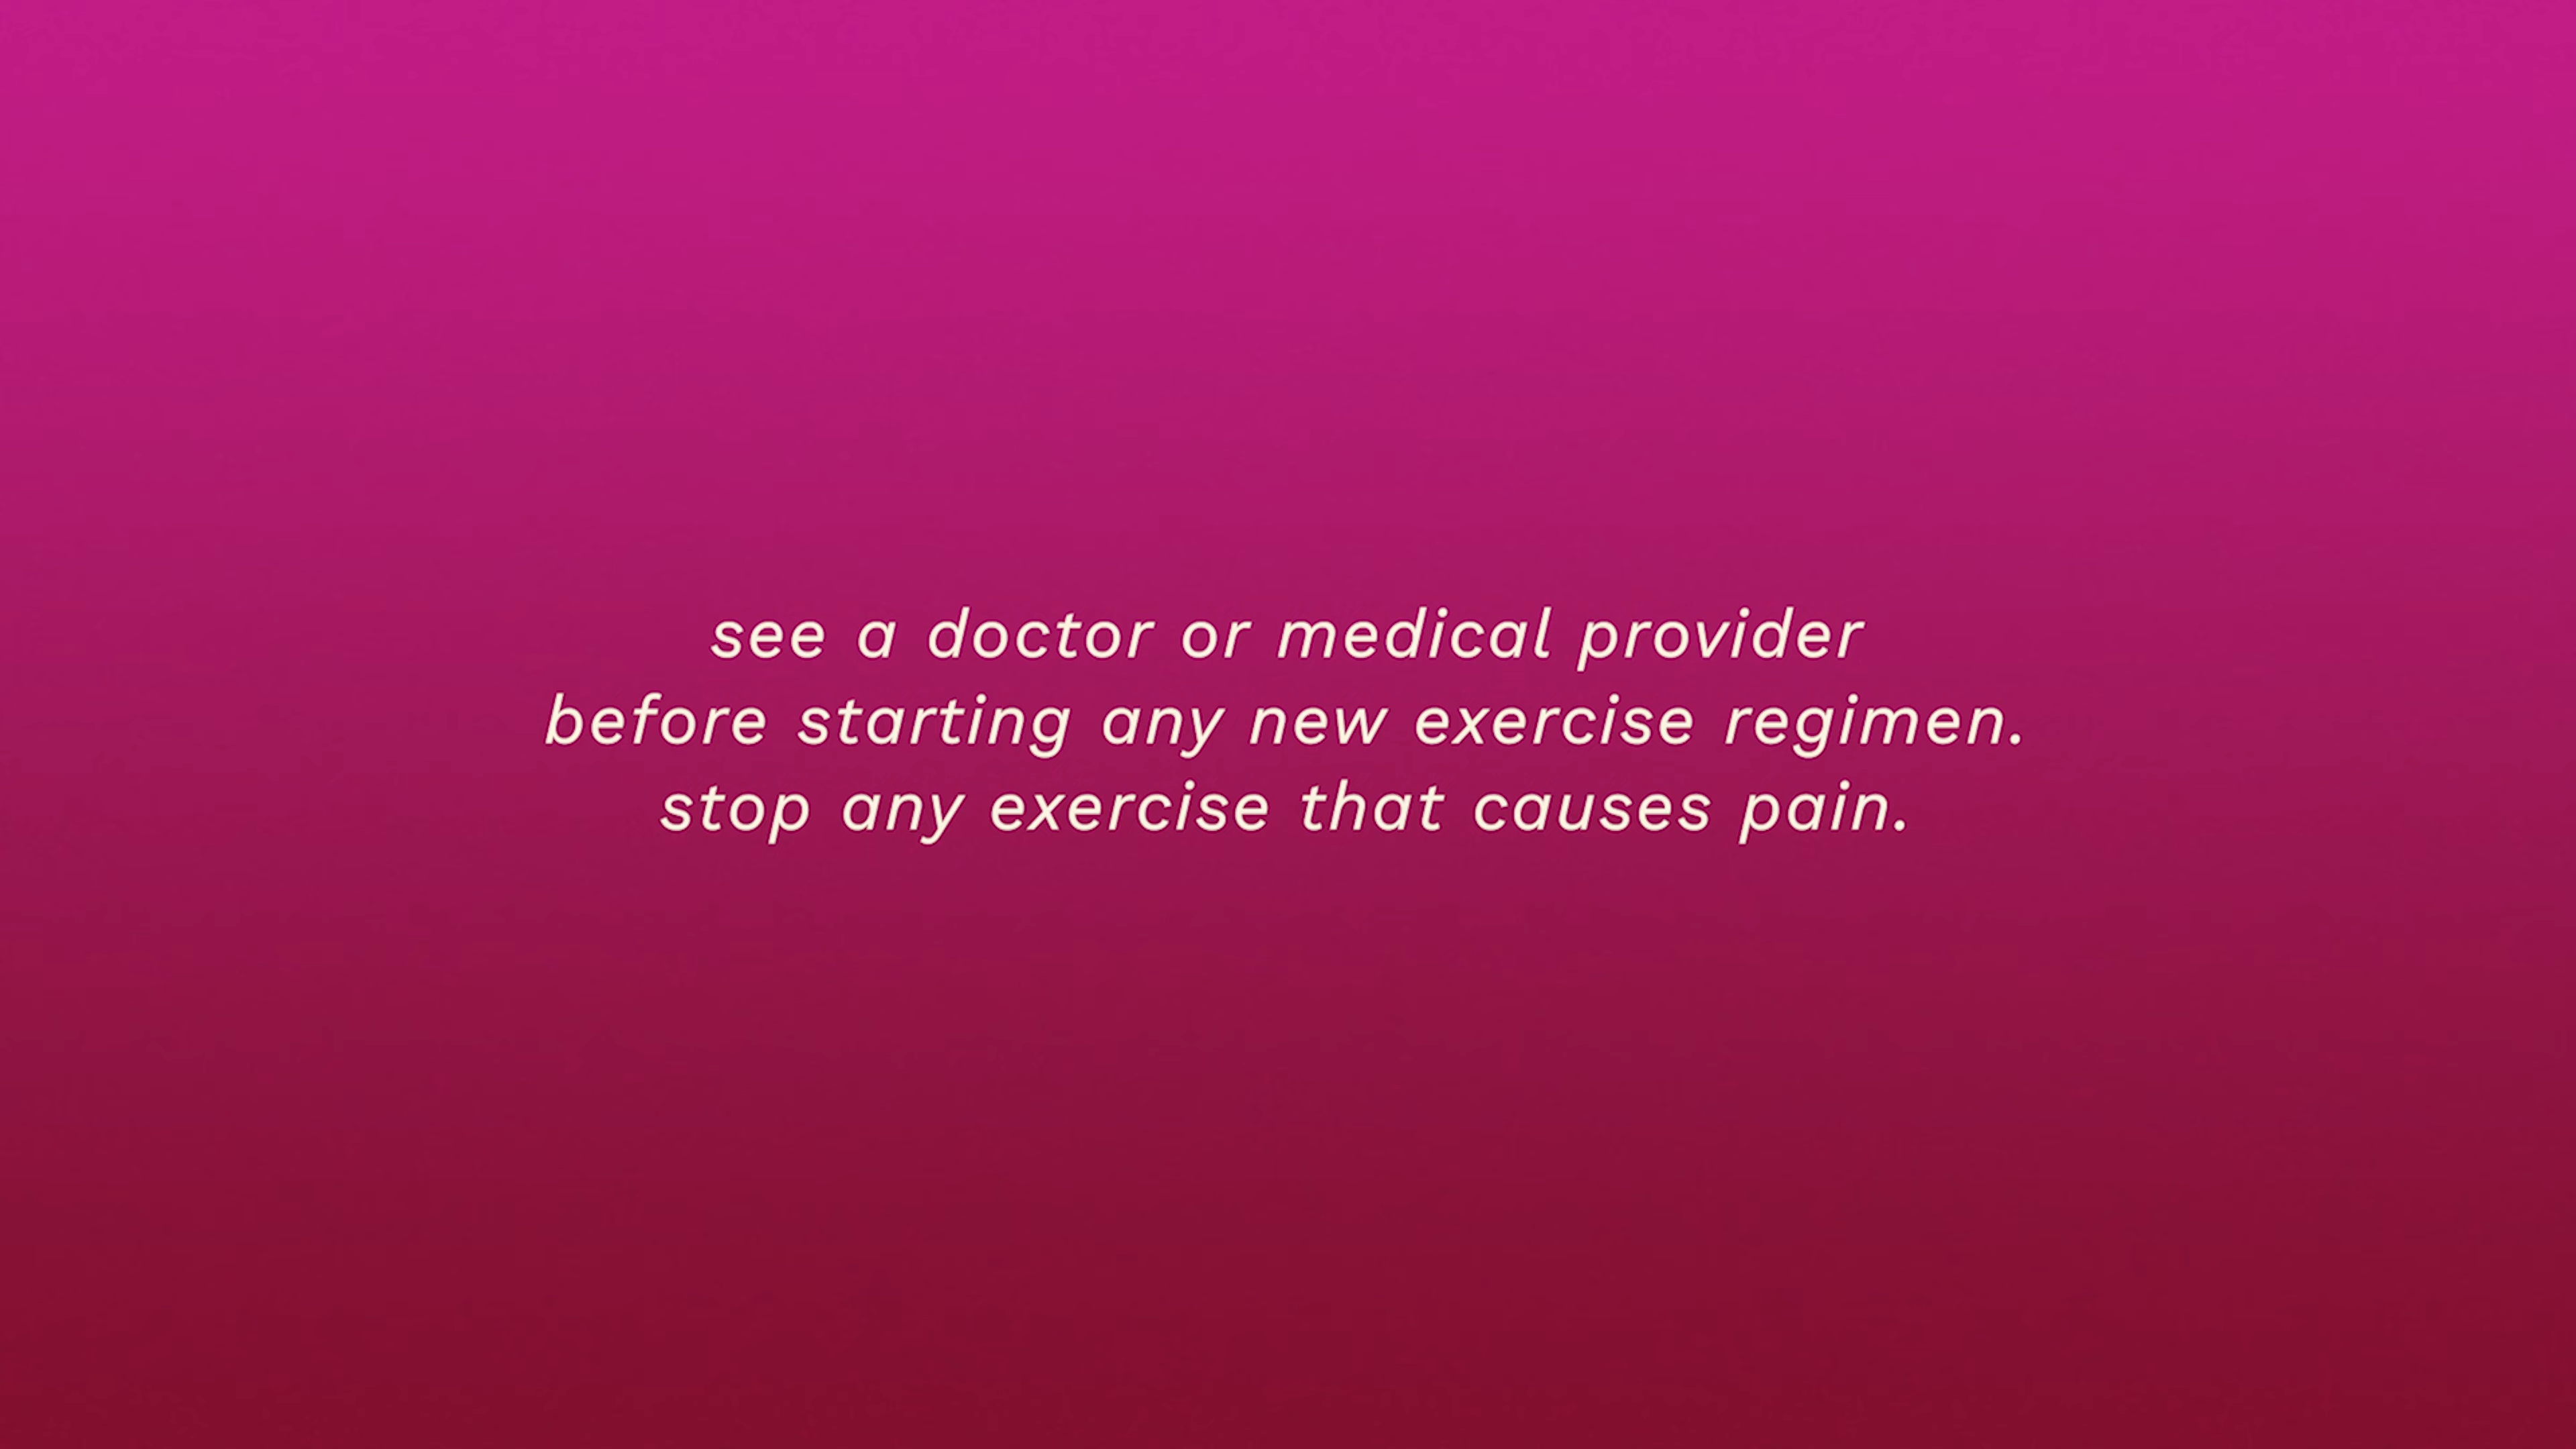 see a doctor or medical provider
before starting any new exercise regimen.
stop any exercise that causes pain.